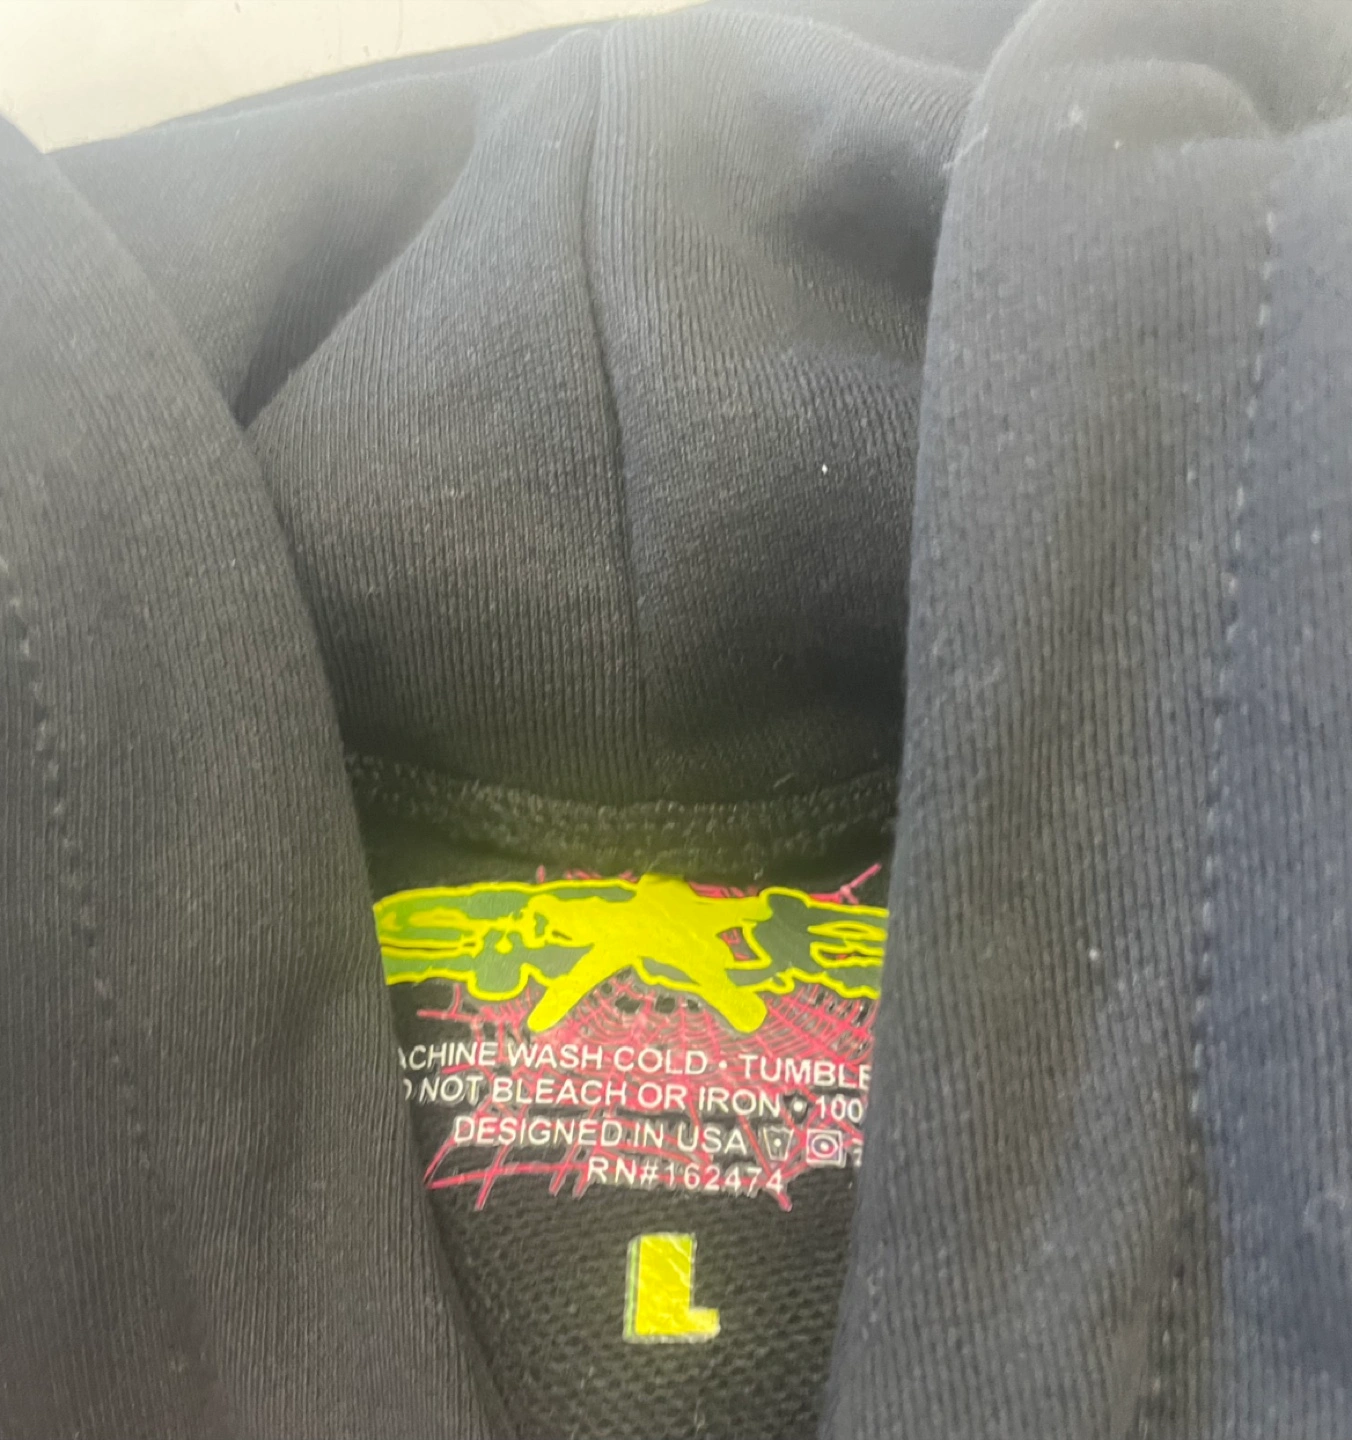 ACHINE WASH COLD • TUMBLE
NOT BLEACH OR IRON • 100
DESIGNED IN USA
RN#162474
L